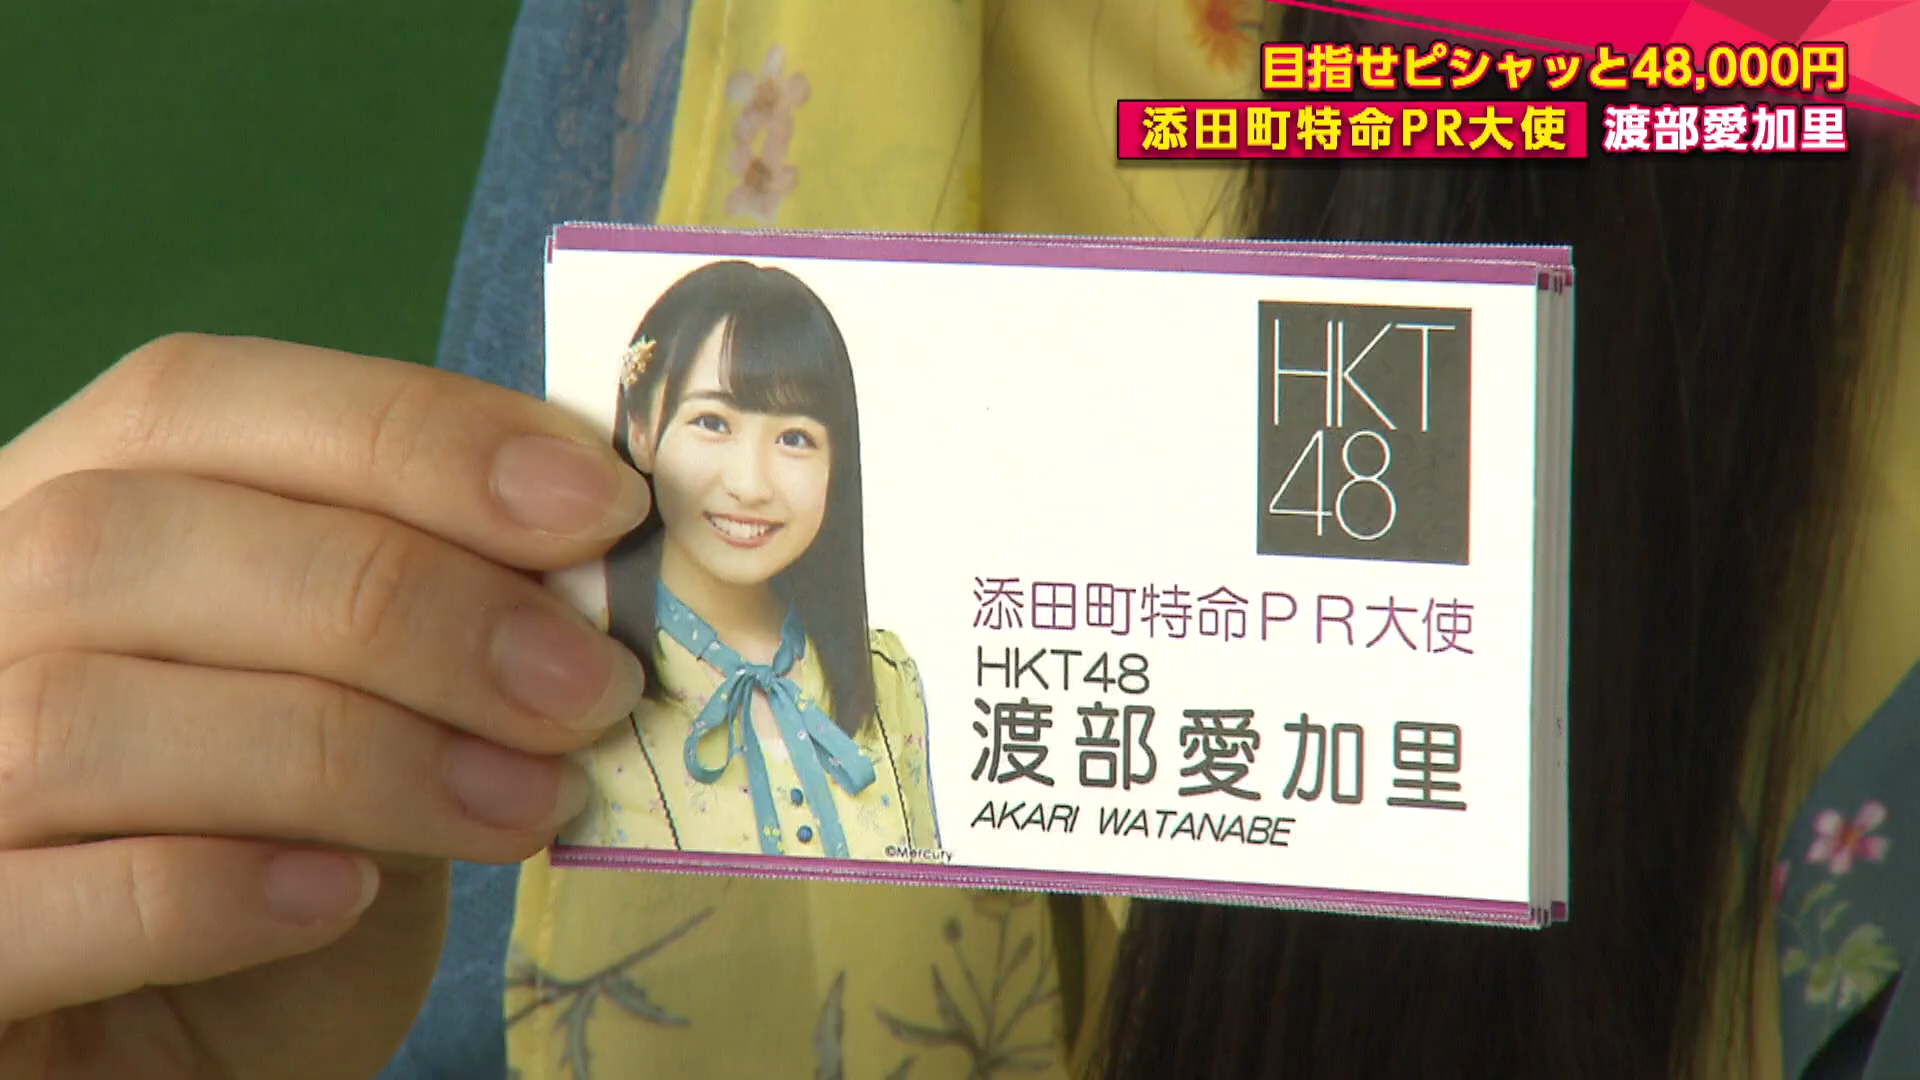 目指せピシャッと48,000円
添田町特命PR大使 渡部愛加里
HKT
48
添田町特命PR大使
HKT48
渡部愛加里
AKARI WATANABE
©Mercury